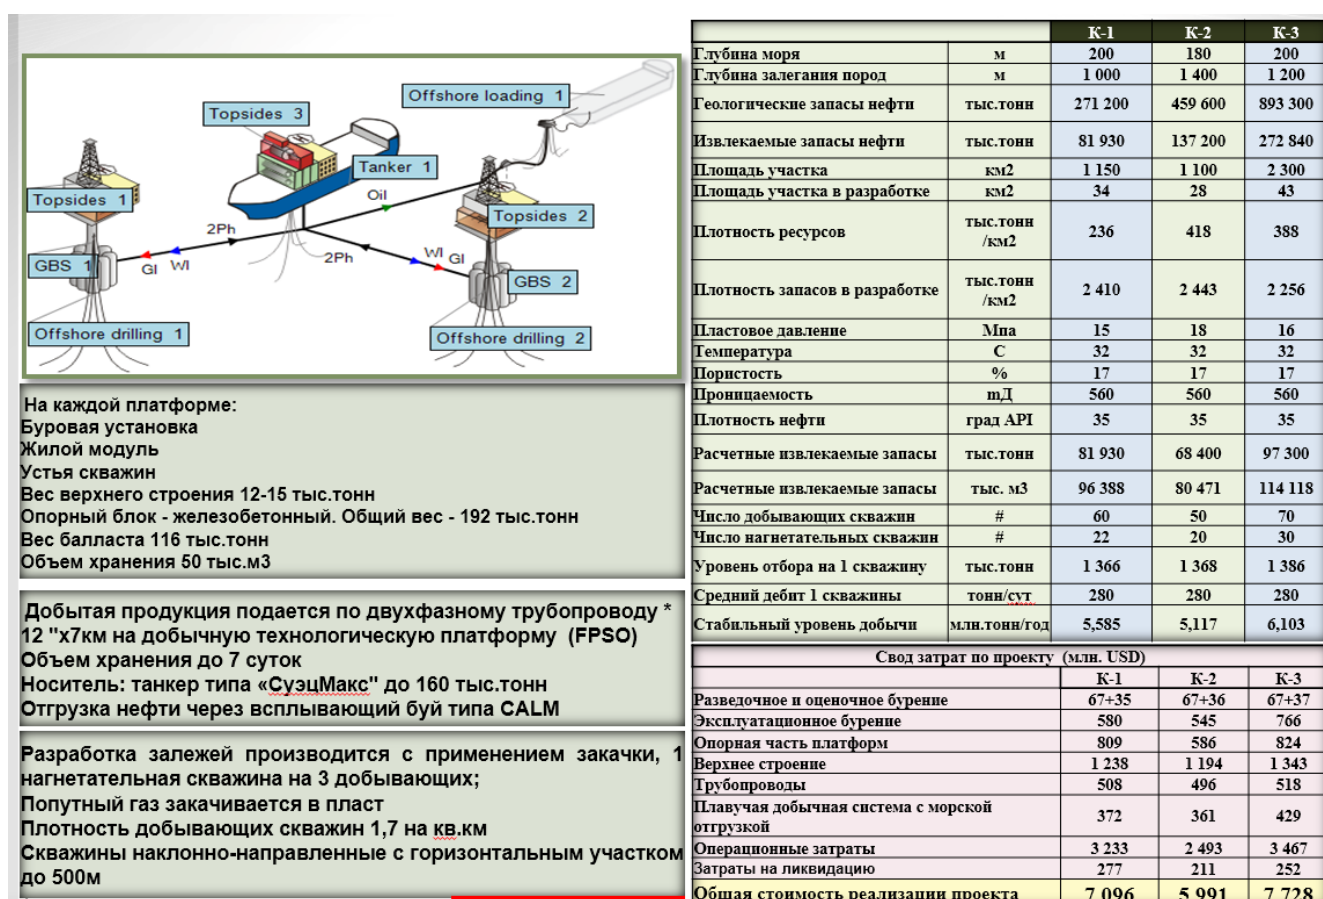 Offshore loading 1
Topsides 3
Tanker 1
Topsides 1
Oil
Topsides 2
2Ph
GBS 1
GI WI
2Ph
WI GI
GBS 2
Offshore drilling 1
Offshore drilling 2
На каждой платформе:
Буровая установка
Жилой модуль
Устья скважин
Вес верхнего строения 12-15 тыс.тонн
Опорный блок - железобетонный. Общий вес - 192 тыс.тонн
Вес балласта 116 тыс.тонн
Объем хранения 50 тыс.м3
Добытая продукция подается по двухфазному трубопроводу *
12 "х7км на добычную технологическую платформу (FPSO)
Объем хранения до 7 суток
Носитель: танкер типа «СуэцМакс" до 160 тыс.тонн
Отгрузка нефти через всплывающий буй типа CALM
Разработка залежей производится с применением закачки, 1
нагнетательная скважина на 3 добывающих;
Попутный газ закачивается в пласт
Плотность добывающих скважин 1,7 на кв.км
Скважины наклонно-направленные с горизонтальным участком
до 500м
К-1 К-2 К-3
Глубина моря м 200 180 200
Глубина залегания пород м 1 000 1 400 1 200
Геологические запасы нефти тыс.тонн 271 200 459 600 893 300
Извлекаемые запасы нефти тыс.тонн 81 930 137 200 272 840
Площадь участка км2 1 150 1 100 2 300
Площадь участка в разработке км2 34 28 43
Плотность ресурсов тыс.тонн /км2 236 418 388
Плотность запасов в разработке тыс.тонн /км2 2 410 2 443 2 256
Пластовое давление Мпа 15 18 16
Температура С 32 32 32
Пористость % 17 17 17
Проницаемость mД 560 560 560
Плотность нефти град API 35 35 35
Расчетные извлекаемые запасы тыс.тонн 81 930 68 400 97 300
Расчетные извлекаемые запасы тыс. м3 96 388 80 471 114 118
Число добывающих скважин # 60 50 70
Число нагнетательных скважин # 22 20 30
Уровень отбора на 1 скважину тыс.тонн 1 366 1 368 1 386
Средний дебит 1 скважины тонн/сут 280 280 280
Стабильный уровень добычи млн.тонн/год 5,585 5,117 6,103
Свод затрат по проекту (млн. USD)
К-1 К-2 К-3
Разведочное и оценочное бурение 67+35 67+36 67+37
Эксплуатационное бурение 580 545 766
Опорная часть платформ 809 586 824
Верхнее строение 1 238 1 194 1 343
Трубопроводы 508 496 518
Плавучая добычная система с морской
отгрузкой 372 361 429
Операционные затраты 3 233 2 493 3 467
Затраты на ликвидацию 277 211 252
Общая стоимость реализации проекта 7 096 5 991 7 728